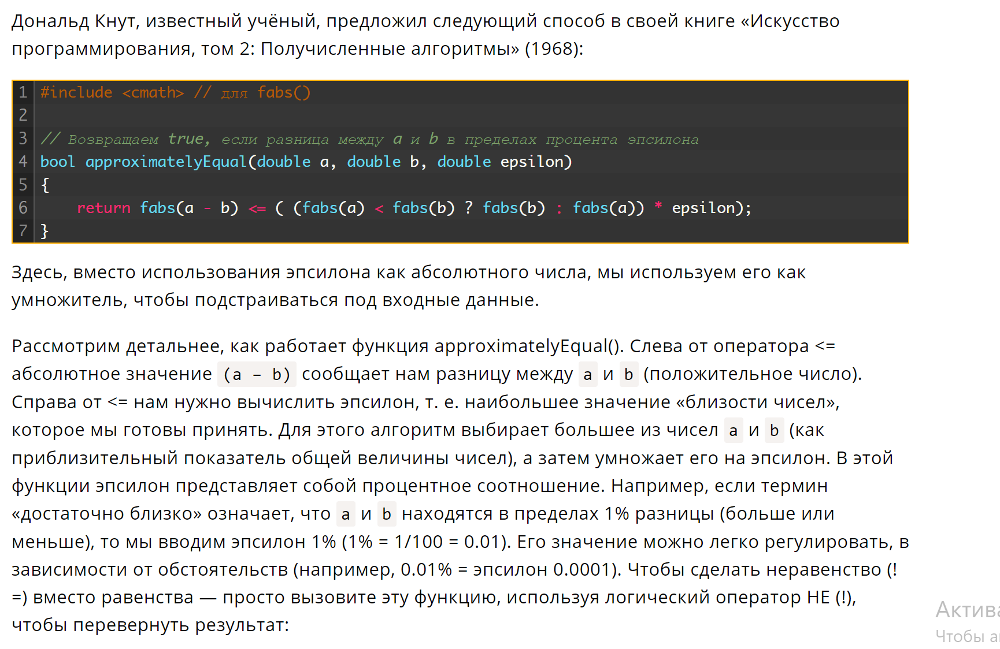 Дональд Кнут, известный учёный, предложил следующий способ в своей книге «Искусство
программирования, том 2: Получисленные алгоритмы» (1968):
1 #include <cmath> // для fabs()
2
3 // Возвращаем true, если разница между a и b в пределах процента эпсилона
4 bool approximatelyEqual(double a, double b, double epsilon)
5 {
6     return fabs(a - b) <= ( (fabs(a) < fabs(b) ? fabs(b) : fabs(a)) * epsilon);
7 }
Здесь, вместо использования эпсилона как абсолютного числа, мы используем его как
умножитель, чтобы подстраиваться под входные данные.
Рассмотрим детальнее, как работает функция approximatelyEqual(). Слева от оператора <=
абсолютное значение (a – b) сообщает нам разницу между a и b (положительное число).
Справа от <= нам нужно вычислить эпсилон, т. е. наибольшее значение «близости чисел»,
которое мы готовы принять. Для этого алгоритм выбирает большее из чисел a и b (как
приблизительный показатель общей величины чисел), а затем умножает его на эпсилон. В этой
функции эпсилон представляет собой процентное соотношение. Например, если термин
«достаточно близко» означает, что a и b находятся в пределах 1% разницы (больше или
меньше), то мы вводим эпсилон 1% (1% = 1/100 = 0.01). Его значение можно легко регулировать, в
зависимости от обстоятельств (например, 0.01% = эпсилон 0.0001). Чтобы сделать неравенство (!
=) вместо равенства — просто вызовите эту функцию, используя логический оператор НЕ (!),
чтобы перевернуть результат:
Актива
Чтобы